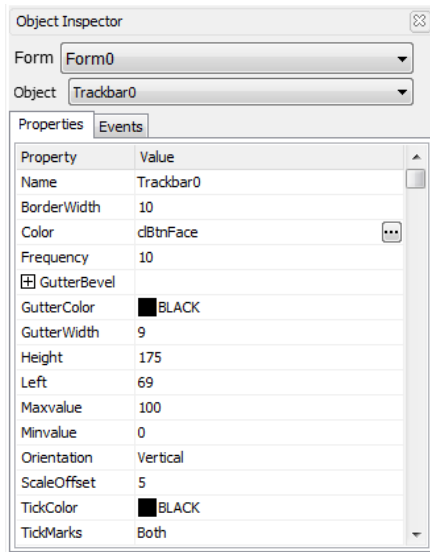 Object Inspector
Form Form0
Object Trackbar0
Properties Events
Property Value
Name Trackbar0
BorderWidth 10
Color clBtnFace
Frequency 10
GutterBevel
GutterColor BLACK
GutterWidth 9
Height 175
Left 69
Maxvalue 100
Minvalue 0
Orientation Vertical
ScaleOffset 5
TickColor BLACK
TickMarks Both